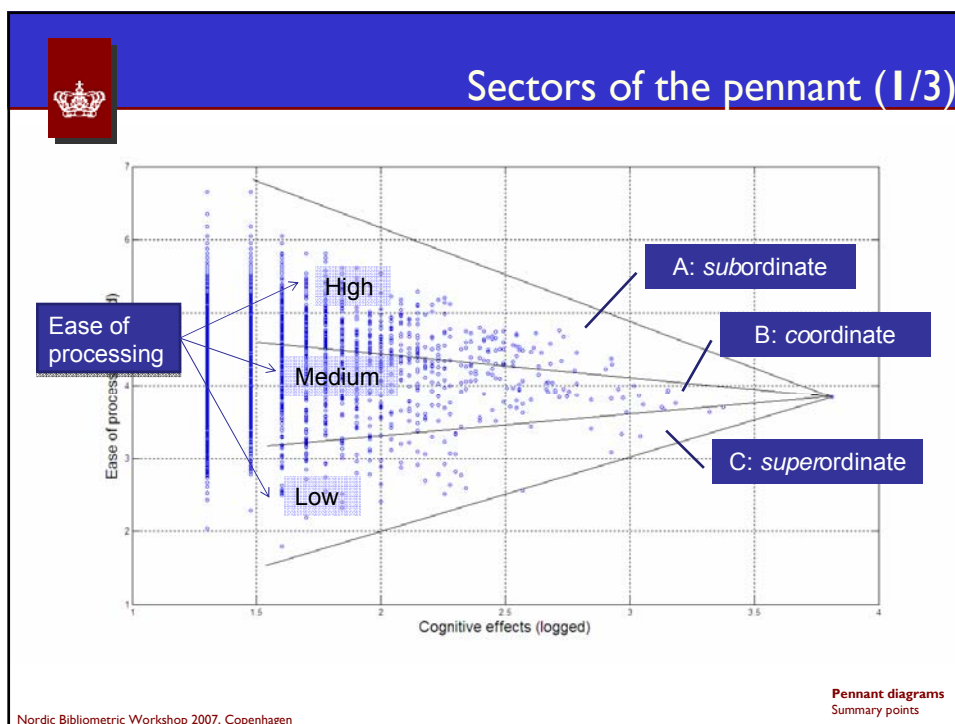 Sectors of the pennant (1/3)
7
6
4
3
2
1
1
1.5
2
2.5
3
3.5
4
Ease of
Cognitive effects (logged)
High
Medium
Low
Ease of
processing
A: subordinate
B: coordinate
C: superordinate
Pennant diagrams
Summary points
Nordic Bibliometric Workshop 2007, Copenhagen